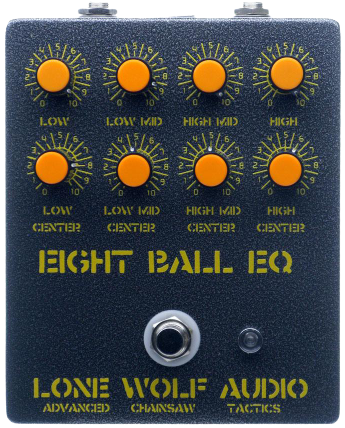 LOW LOW MID HIGH MID HIGH
LOW LOW MID HIGH MID HIGH
CENTER CENTER CENTER CENTER
EIGHT BALL EQ
LONE WOLF AUDIO
ADVANCED CHAINSAW TACTICS